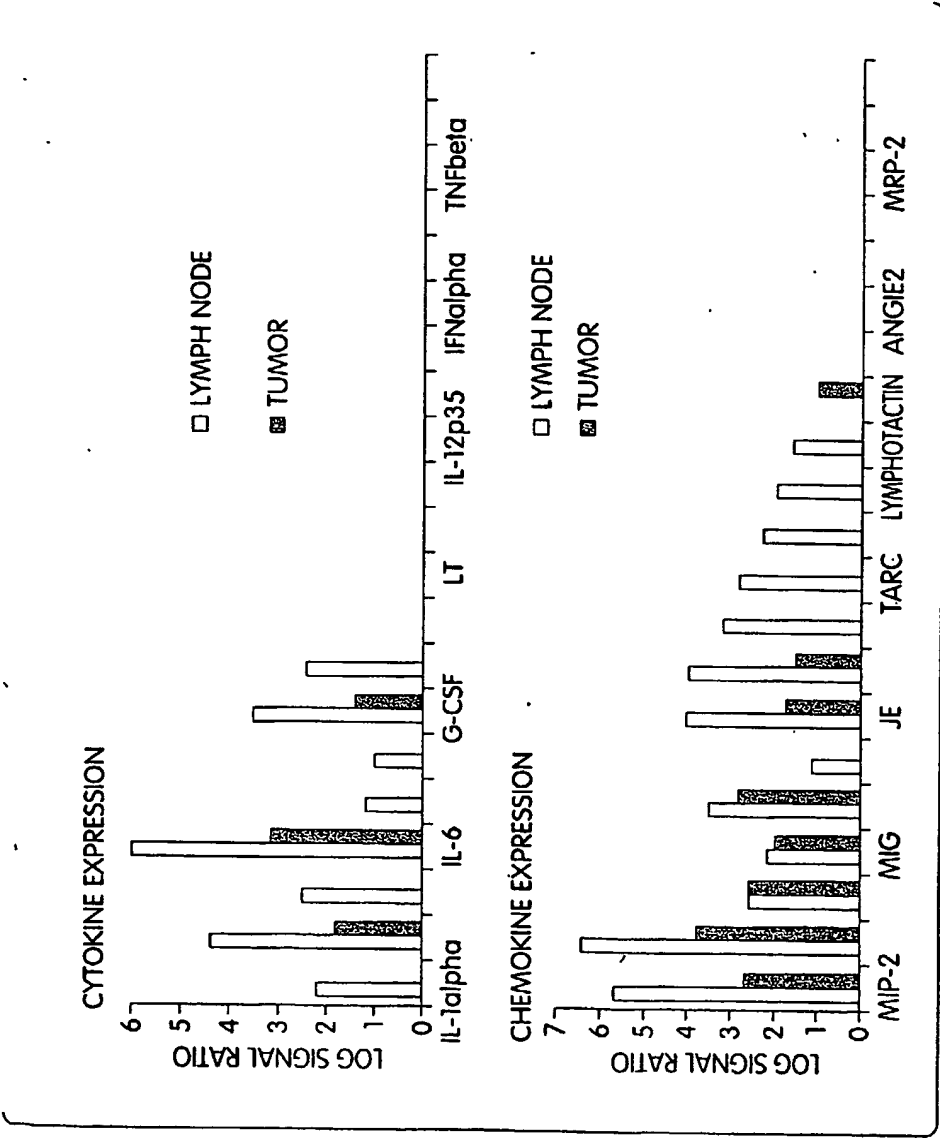 CYTOKINE EXPRESSION
LOG SIGNAL RATIO
6
5
4
3
2
1
0
□ LYMPH NODE
▩ TUMOR
IL-1alpha IL-6 G-CSF LT IL-12p35 IFNalpha TNFbeta
CHEMOKINE EXPRESSION
LOG SIGNAL RATIO
7
6
5
4
3
2
1
0
□ LYMPH NODE
▩ TUMOR
MIP-2 MIG JE TARC LYMPHOTACTIN ANGIE2 MRP-2